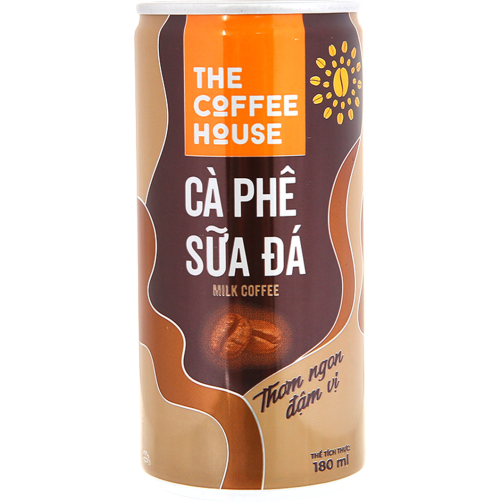 THE
COFFEE
HOUSE
CÀ PHÊ
SỮA ĐÁ
MILK COFFEE
Thơm ngon
đậm vị
THỂ TÍCH THỰC:
180 ml